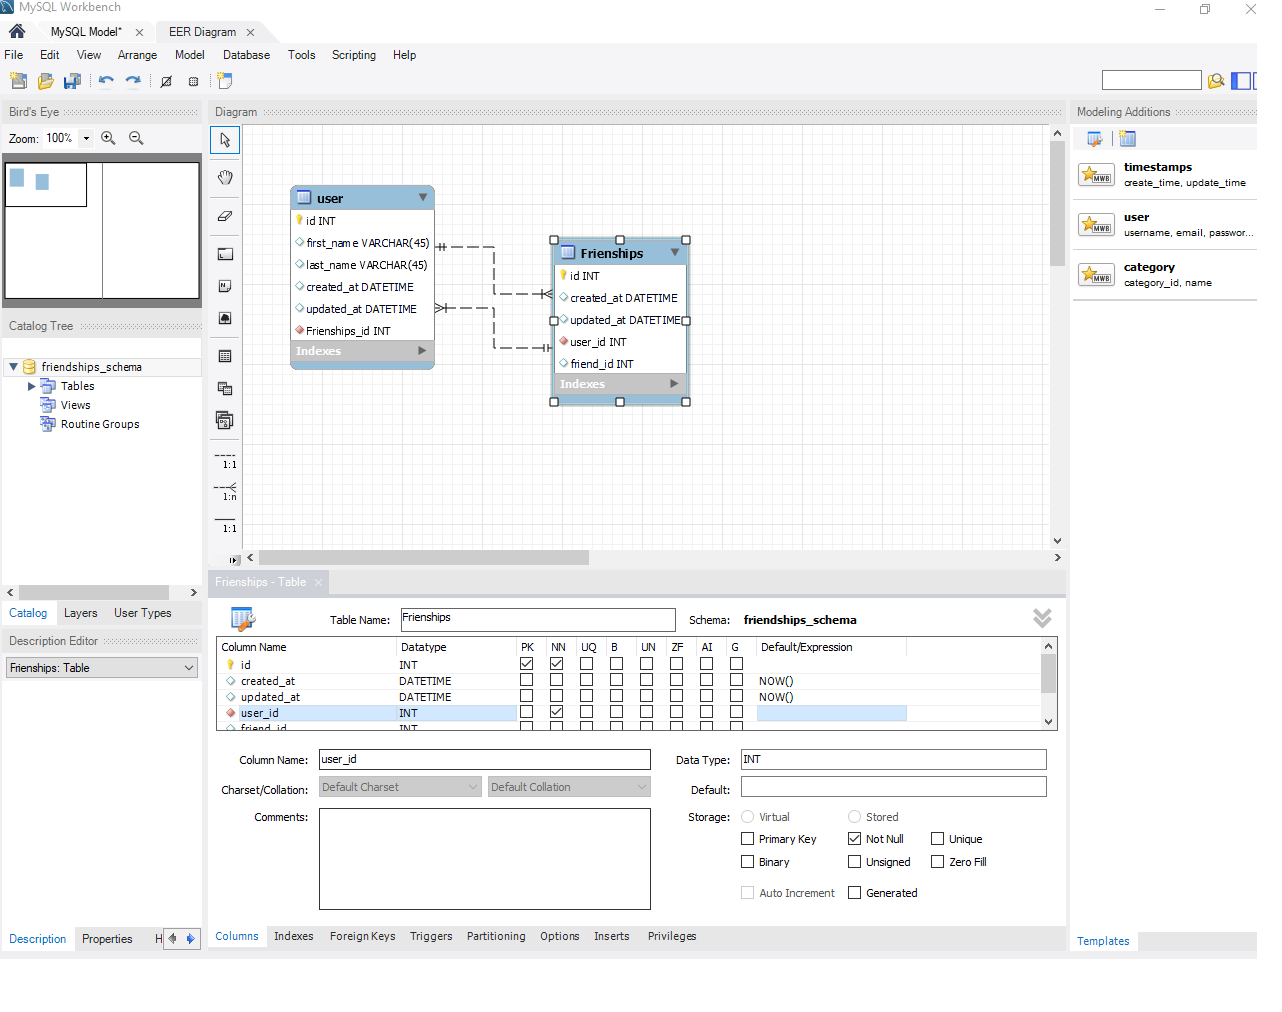 MySQL Workbench
MySQL Model* ×
EER Diagram ×
File Edit View Arrange Model Database Tools Scripting Help
Bird's Eye
Zoom: 100%
Catalog Tree
friendships_schema
Tables
Views
Routine Groups
Catalog Layers User Types
Description Editor
Frienships: Table
Description Properties H
Diagram
1:1
1:n
1:1
user
id INT
first_name VARCHAR(45)
last_name VARCHAR(45)
created_at DATETIME
updated_at DATETIME
Frienships_id INT
Indexes
Frienships
id INT
created_at DATETIME
updated_at DATETIME
user_id INT
friend_id INT
Indexes
Modeling Additions
MWB
timestamps
create_time, update_time
MWB
user
username, email, passwor...
MWB
category
category_id, name
Templates
Frienships - Table ×
Table Name: Frienships Schema: friendships_schema
Column Name Datatype PK NN UQ B UN ZF AI G Default/Expression
id INT
created_at DATETIME NOW()
updated_at DATETIME NOW()
user_id INT
friend_id INT
Column Name: user_id Data Type: INT
Charset/Collation: Default Charset Default Collation Default:
Comments: Storage: Virtual Stored
Primary Key Not Null Unique
Binary Unsigned Zero Fill
Auto Increment Generated
Columns Indexes Foreign Keys Triggers Partitioning Options Inserts Privileges